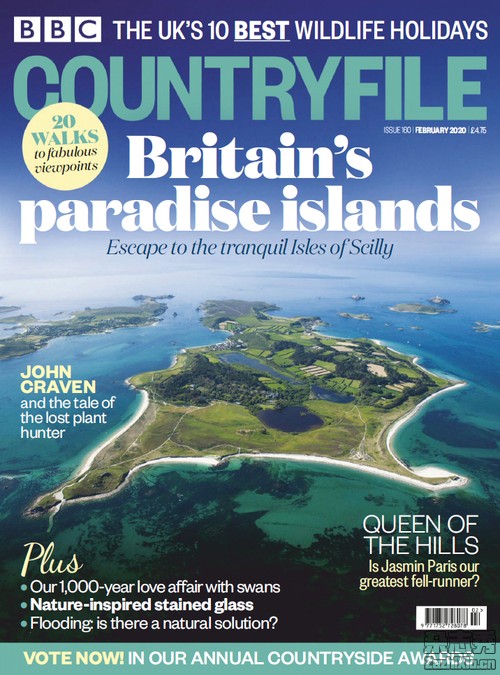 BBC THE UK'S 10 BEST WILDLIFE HOLIDAYS
COUNTRYFILE
ISSUE 160 | FEBRUARY 2020 | £4.75
20
WALKS
to fabulous
viewpoints
Britain's
paradise islands
Escape to the tranquil Isles of Scilly
JOHN
CRAVEN
and the tale of
the lost plant
hunter
QUEEN OF
THE HILLS
Is Jasmin Paris our
greatest fell-runner?
Plus
• Our 1,000-year love affair with swans
• Nature-inspired stained glass
• Flooding: is there a natural solution?
02>
VOTE NOW! IN OUR ANNUAL COUNTRYSIDE AWARDS